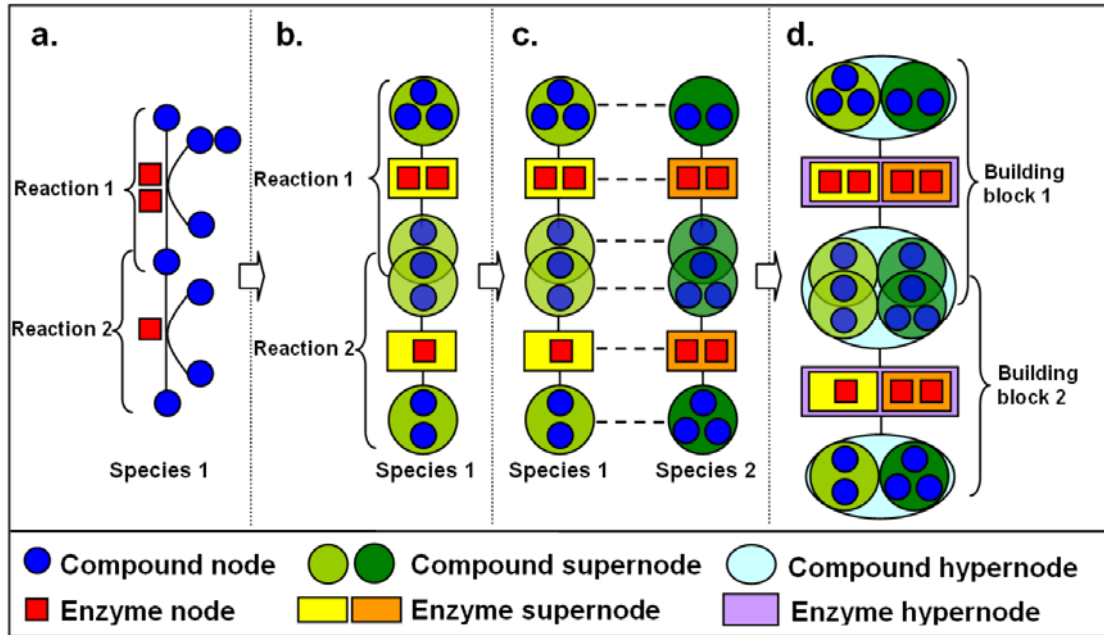 a.
Reaction 1
Reaction 2
Species 1
b.
Reaction 1
Reaction 2
Species 1
c.
Species 1
Species 2
d.
Building
block 1
Building
block 2
Compound node
Compound supernode
Compound hypernode
Enzyme node
Enzyme supernode
Enzyme hypernode